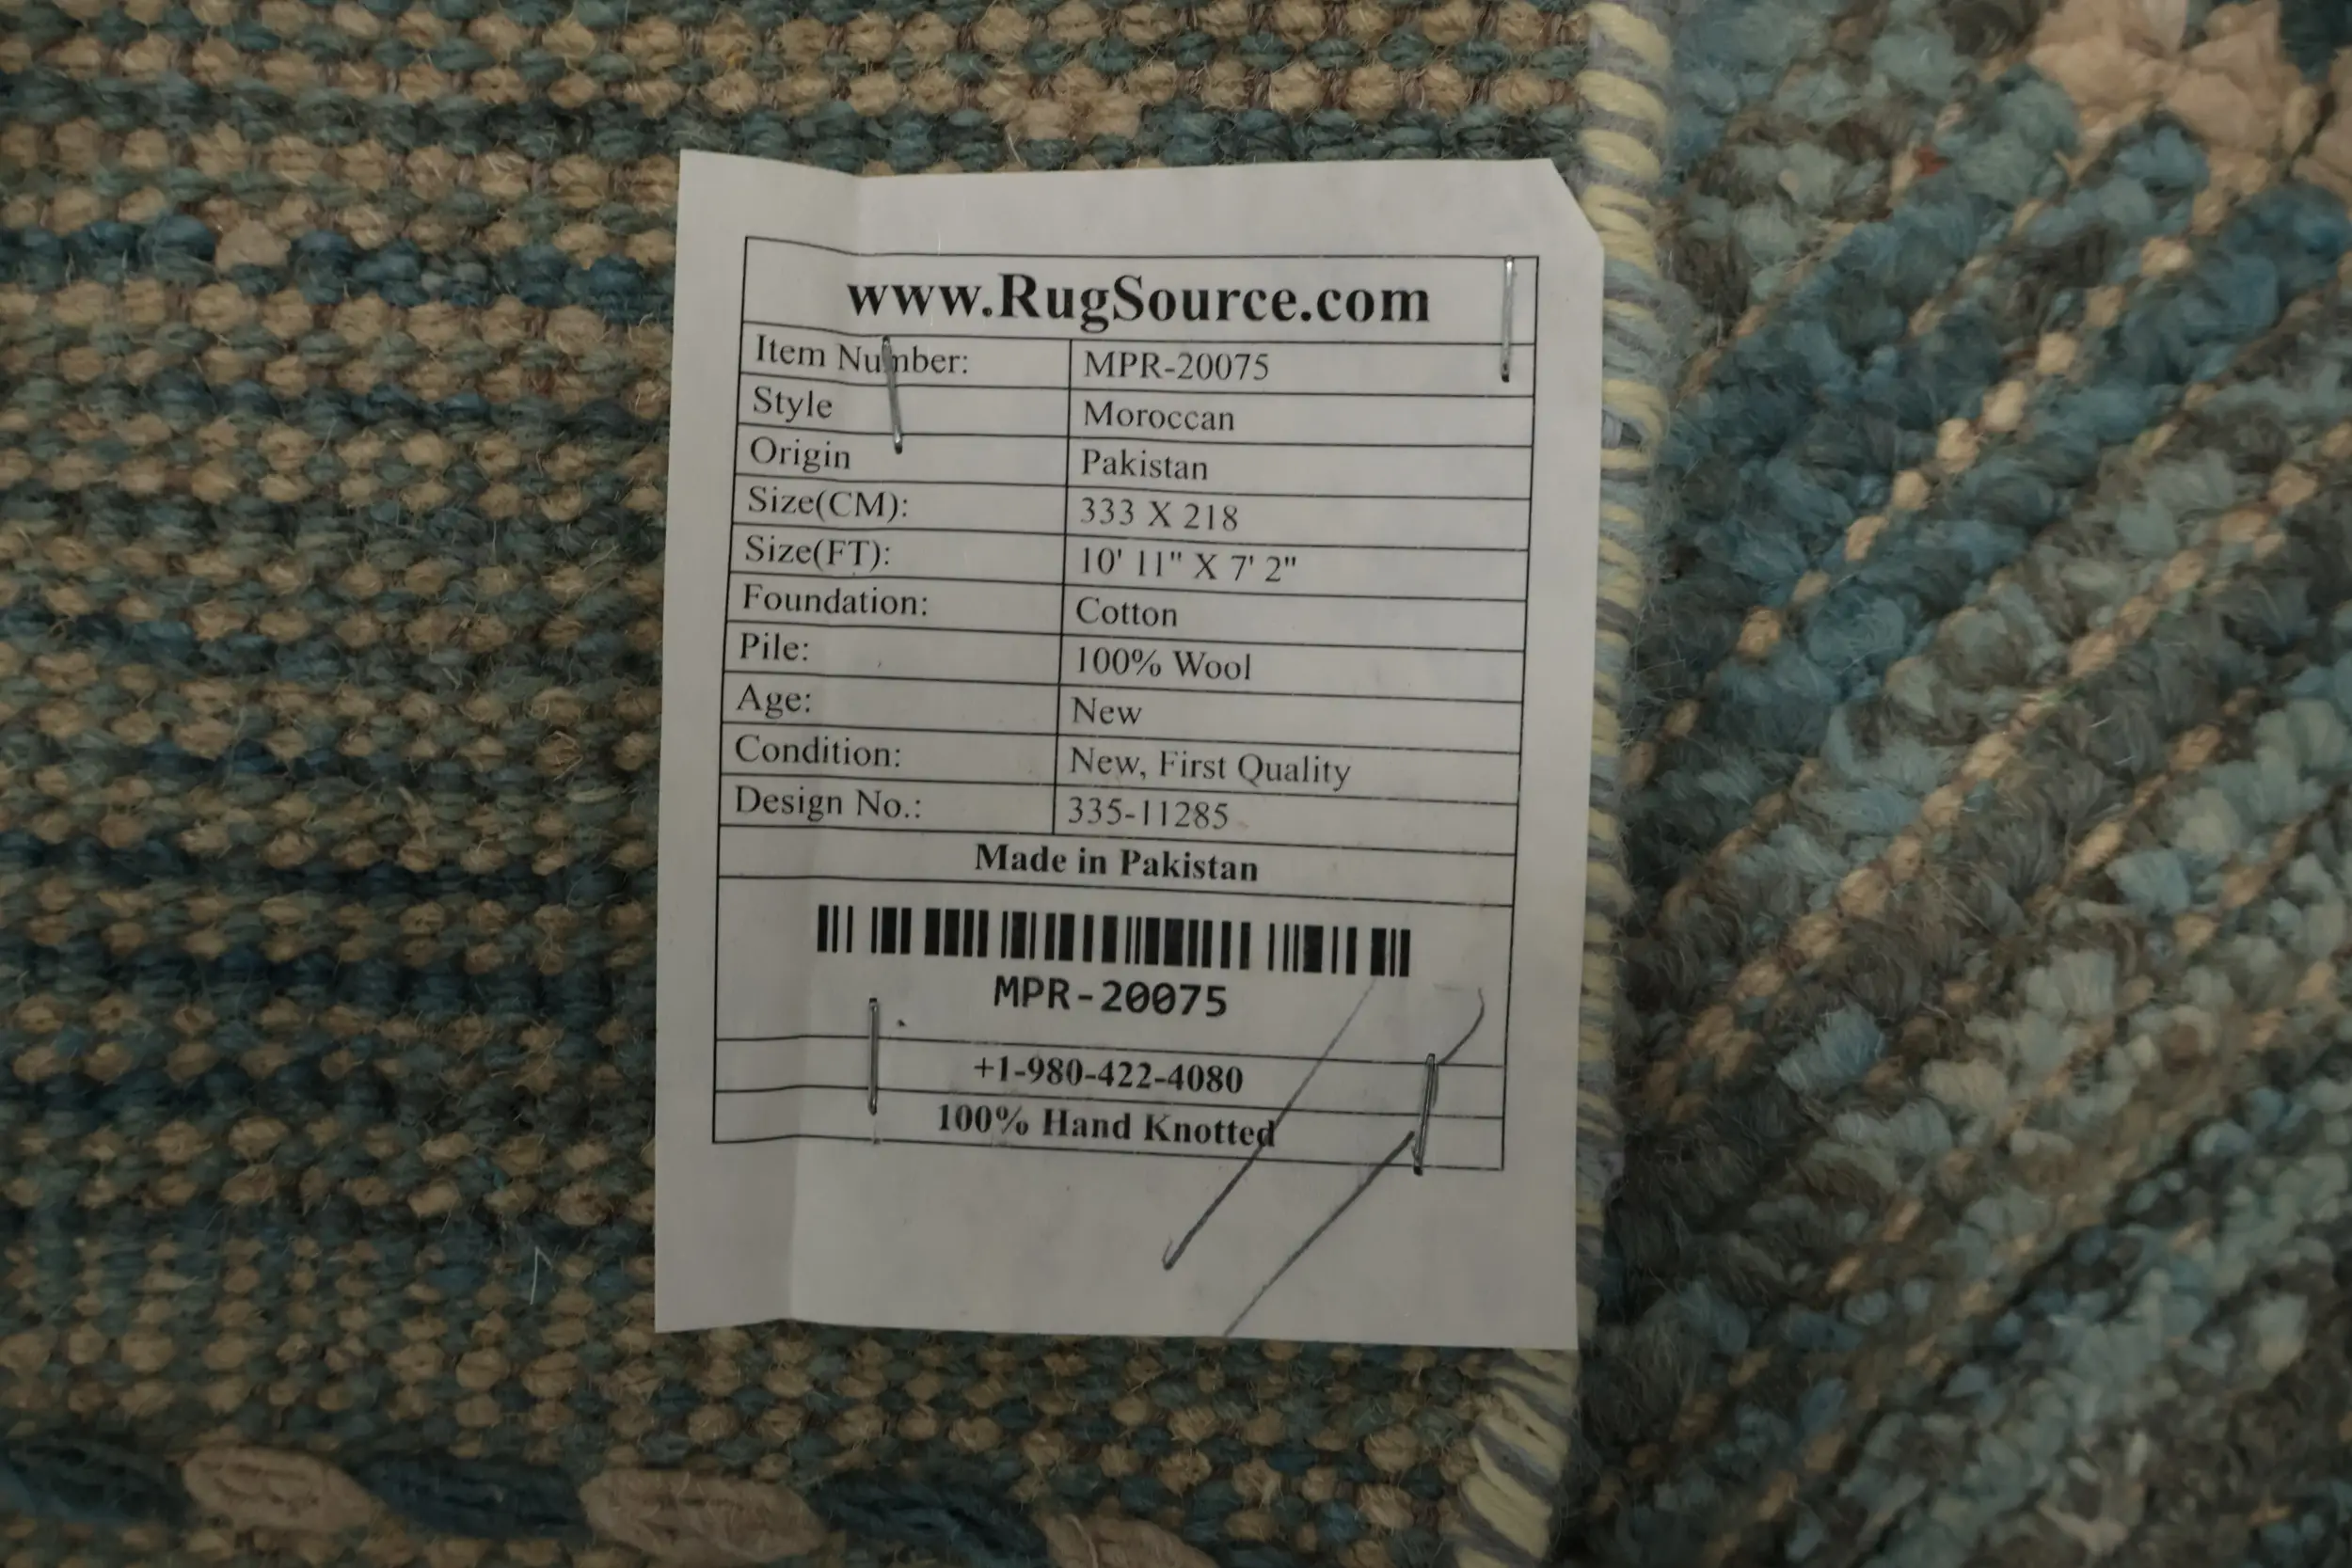 www.RugSource.com
Item Number: MPR-20075
Style Moroccan
Origin Pakistan
Size(CM): 333 X 218
Size(FT): 10' 11" X 7' 2"
Foundation: Cotton
Pile: 100% Wool
Age: New
Condition: New, First Quality
Design No.: 335-11285
Made in Pakistan
MPR-20075
+1-980-422-4080
100% Hand Knotted